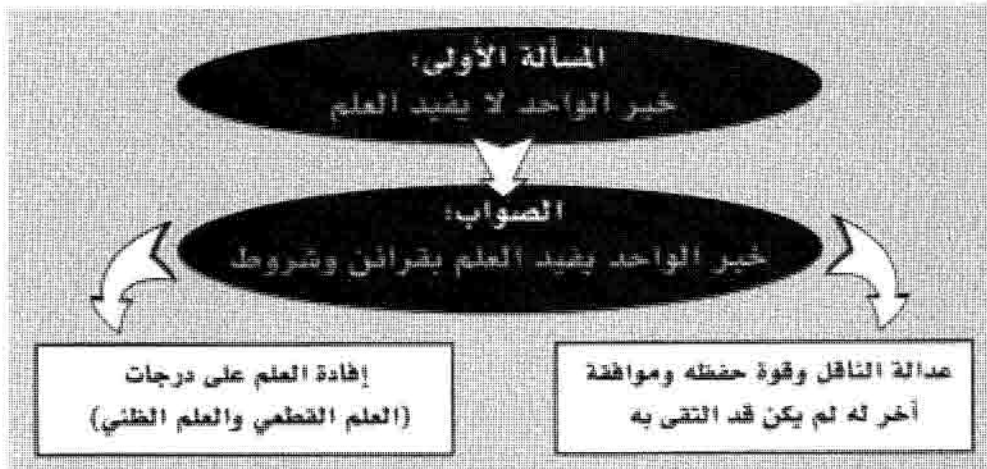 المسألة الأولى:
خبر الواحد لا يفيد العلم
الصواب:
خبر الواحد يفيد العلم بقرائن وشروط
عدالة الناقل وقوة حفظه وموافقة
آخر له لم يكن قد التقى به
إفادة العلم على درجات
(العلم القطعي والعلم الظني)